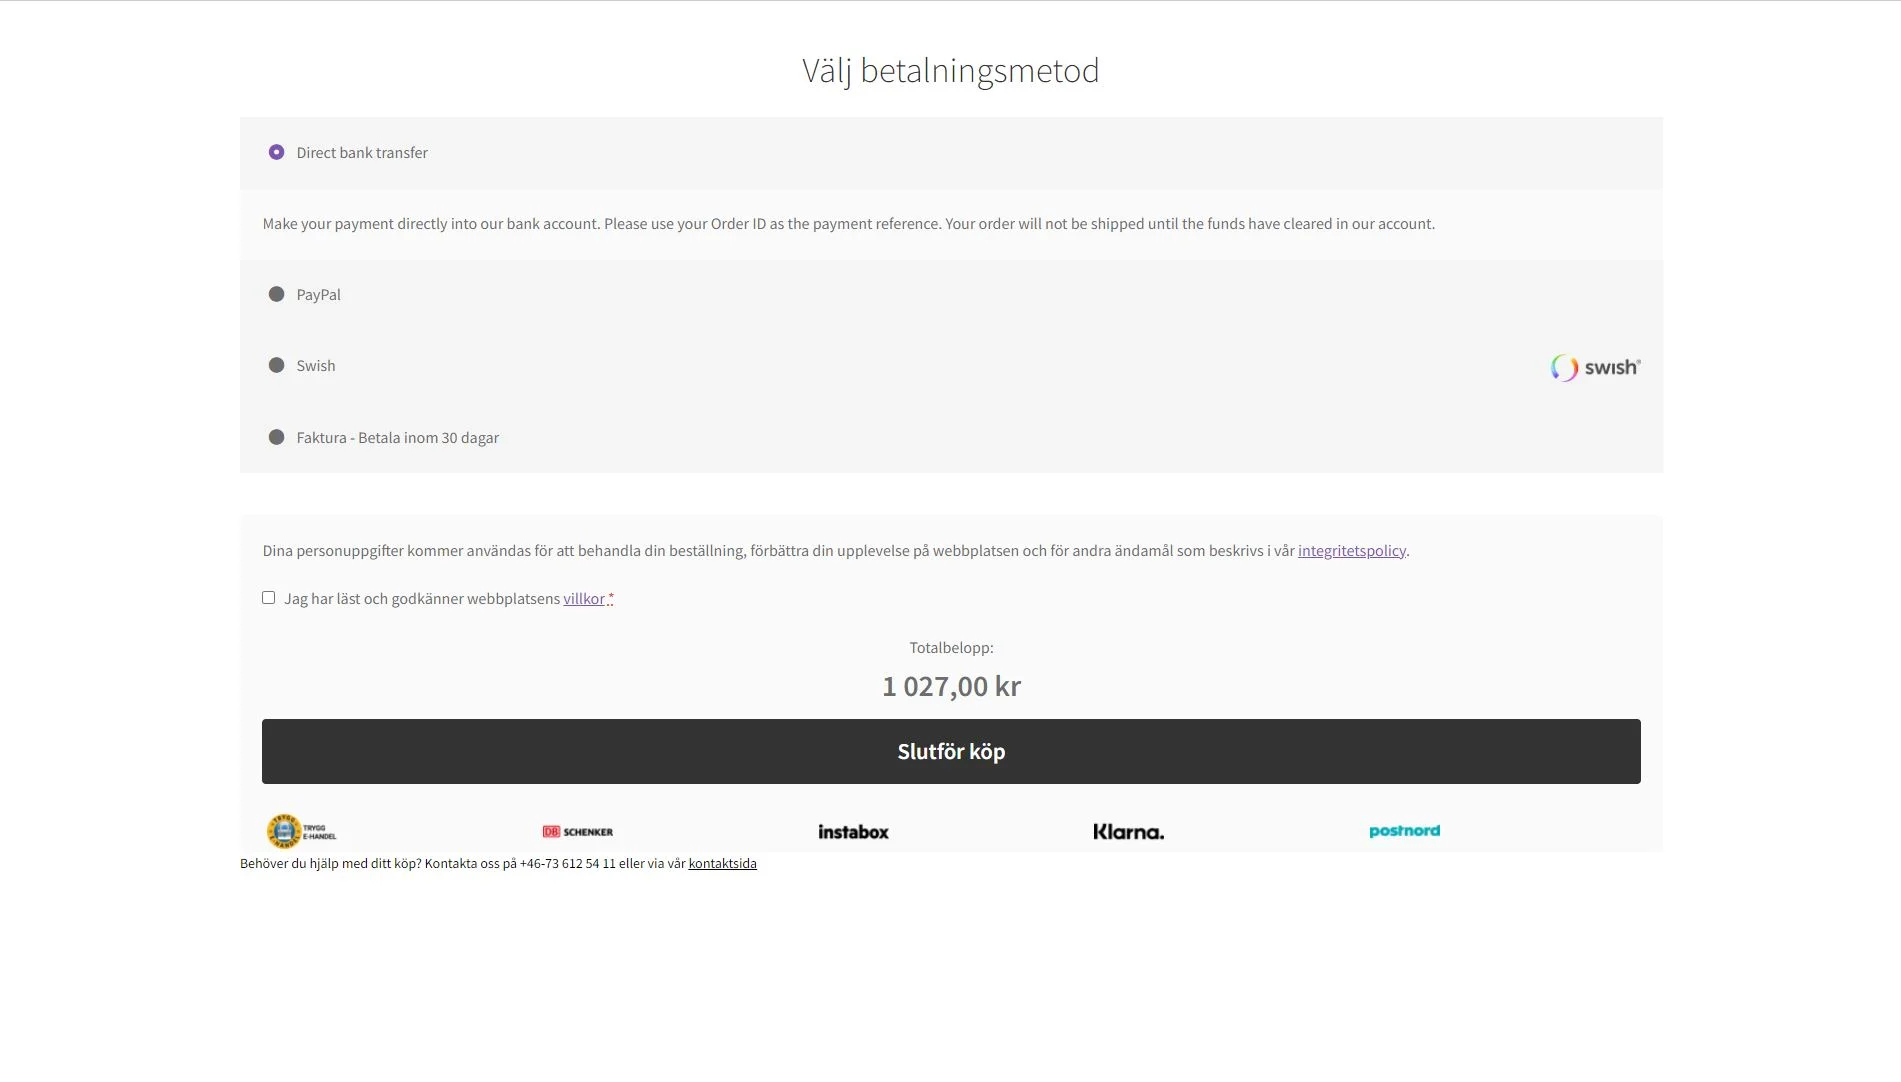 Välj betalningsmetod
Direct bank transfer
Make your payment directly into our bank account. Please use your Order ID as the payment reference. Your order will not be shipped until the funds have cleared in our account.
PayPal
Swish
swish®
Faktura - Betala inom 30 dagar
Dina personuppgifter kommer användas för att behandla din beställning, förbättra din upplevelse på webbplatsen och för andra ändamål som beskrivs i vår integritetspolicy.
Jag har läst och godkänner webbplatsens villkor *
Totalbelopp:
1 027,00 kr
Slutför köp
TRYGG
E-HANDEL
TRYGG
E-HANDEL
DB SCHENKER
instabox
Klarna.
postnord
Behöver du hjälp med ditt köp? Kontakta oss på +46-73 612 54 11 eller via vår kontaktsida